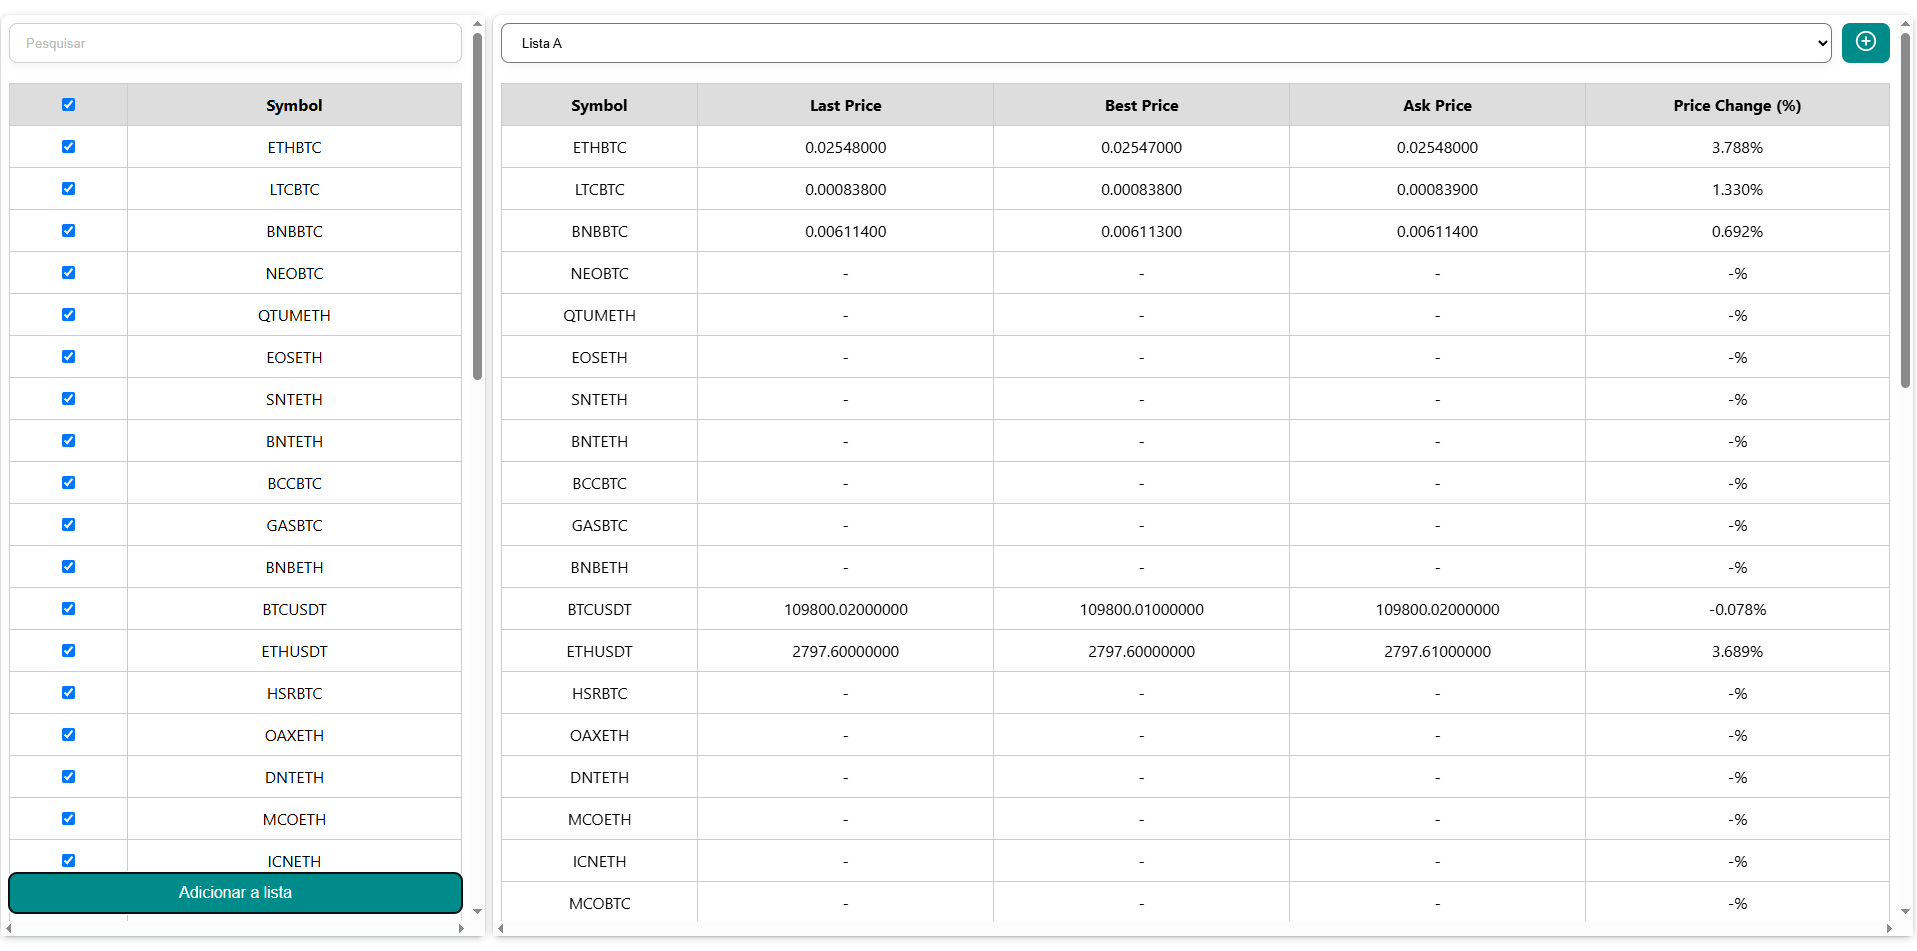 Pesquisar
Symbol
ETHBTC
LTCBTC
BNBBTC
NEOBTC
QTUMETH
EOSETH
SNTETH
BNTETH
BCCBTC
GASBTC
BNBETH
BTCUSDT
ETHUSDT
HSRBTC
OAXETH
DNTETH
MCOETH
ICNETH
Adicionar a lista
Lista A
Symbol Last Price Best Price Ask Price Price Change (%)
ETHBTC 0.02548000 0.02547000 0.02548000 3.788%
LTCBTC 0.00083800 0.00083800 0.00083900 1.330%
BNBBTC 0.00611400 0.00611300 0.00611400 0.692%
NEOBTC - - - -%
QTUMETH - - - -%
EOSETH - - - -%
SNTETH - - - -%
BNTETH - - - -%
BCCBTC - - - -%
GASBTC - - - -%
BNBETH - - - -%
BTCUSDT 109800.02000000 109800.01000000 109800.02000000 -0.078%
ETHUSDT 2797.60000000 2797.60000000 2797.61000000 3.689%
HSRBTC - - - -%
OAXETH - - - -%
DNTETH - - - -%
MCOETH - - - -%
ICNETH - - - -%
MCOBTC - - - -%